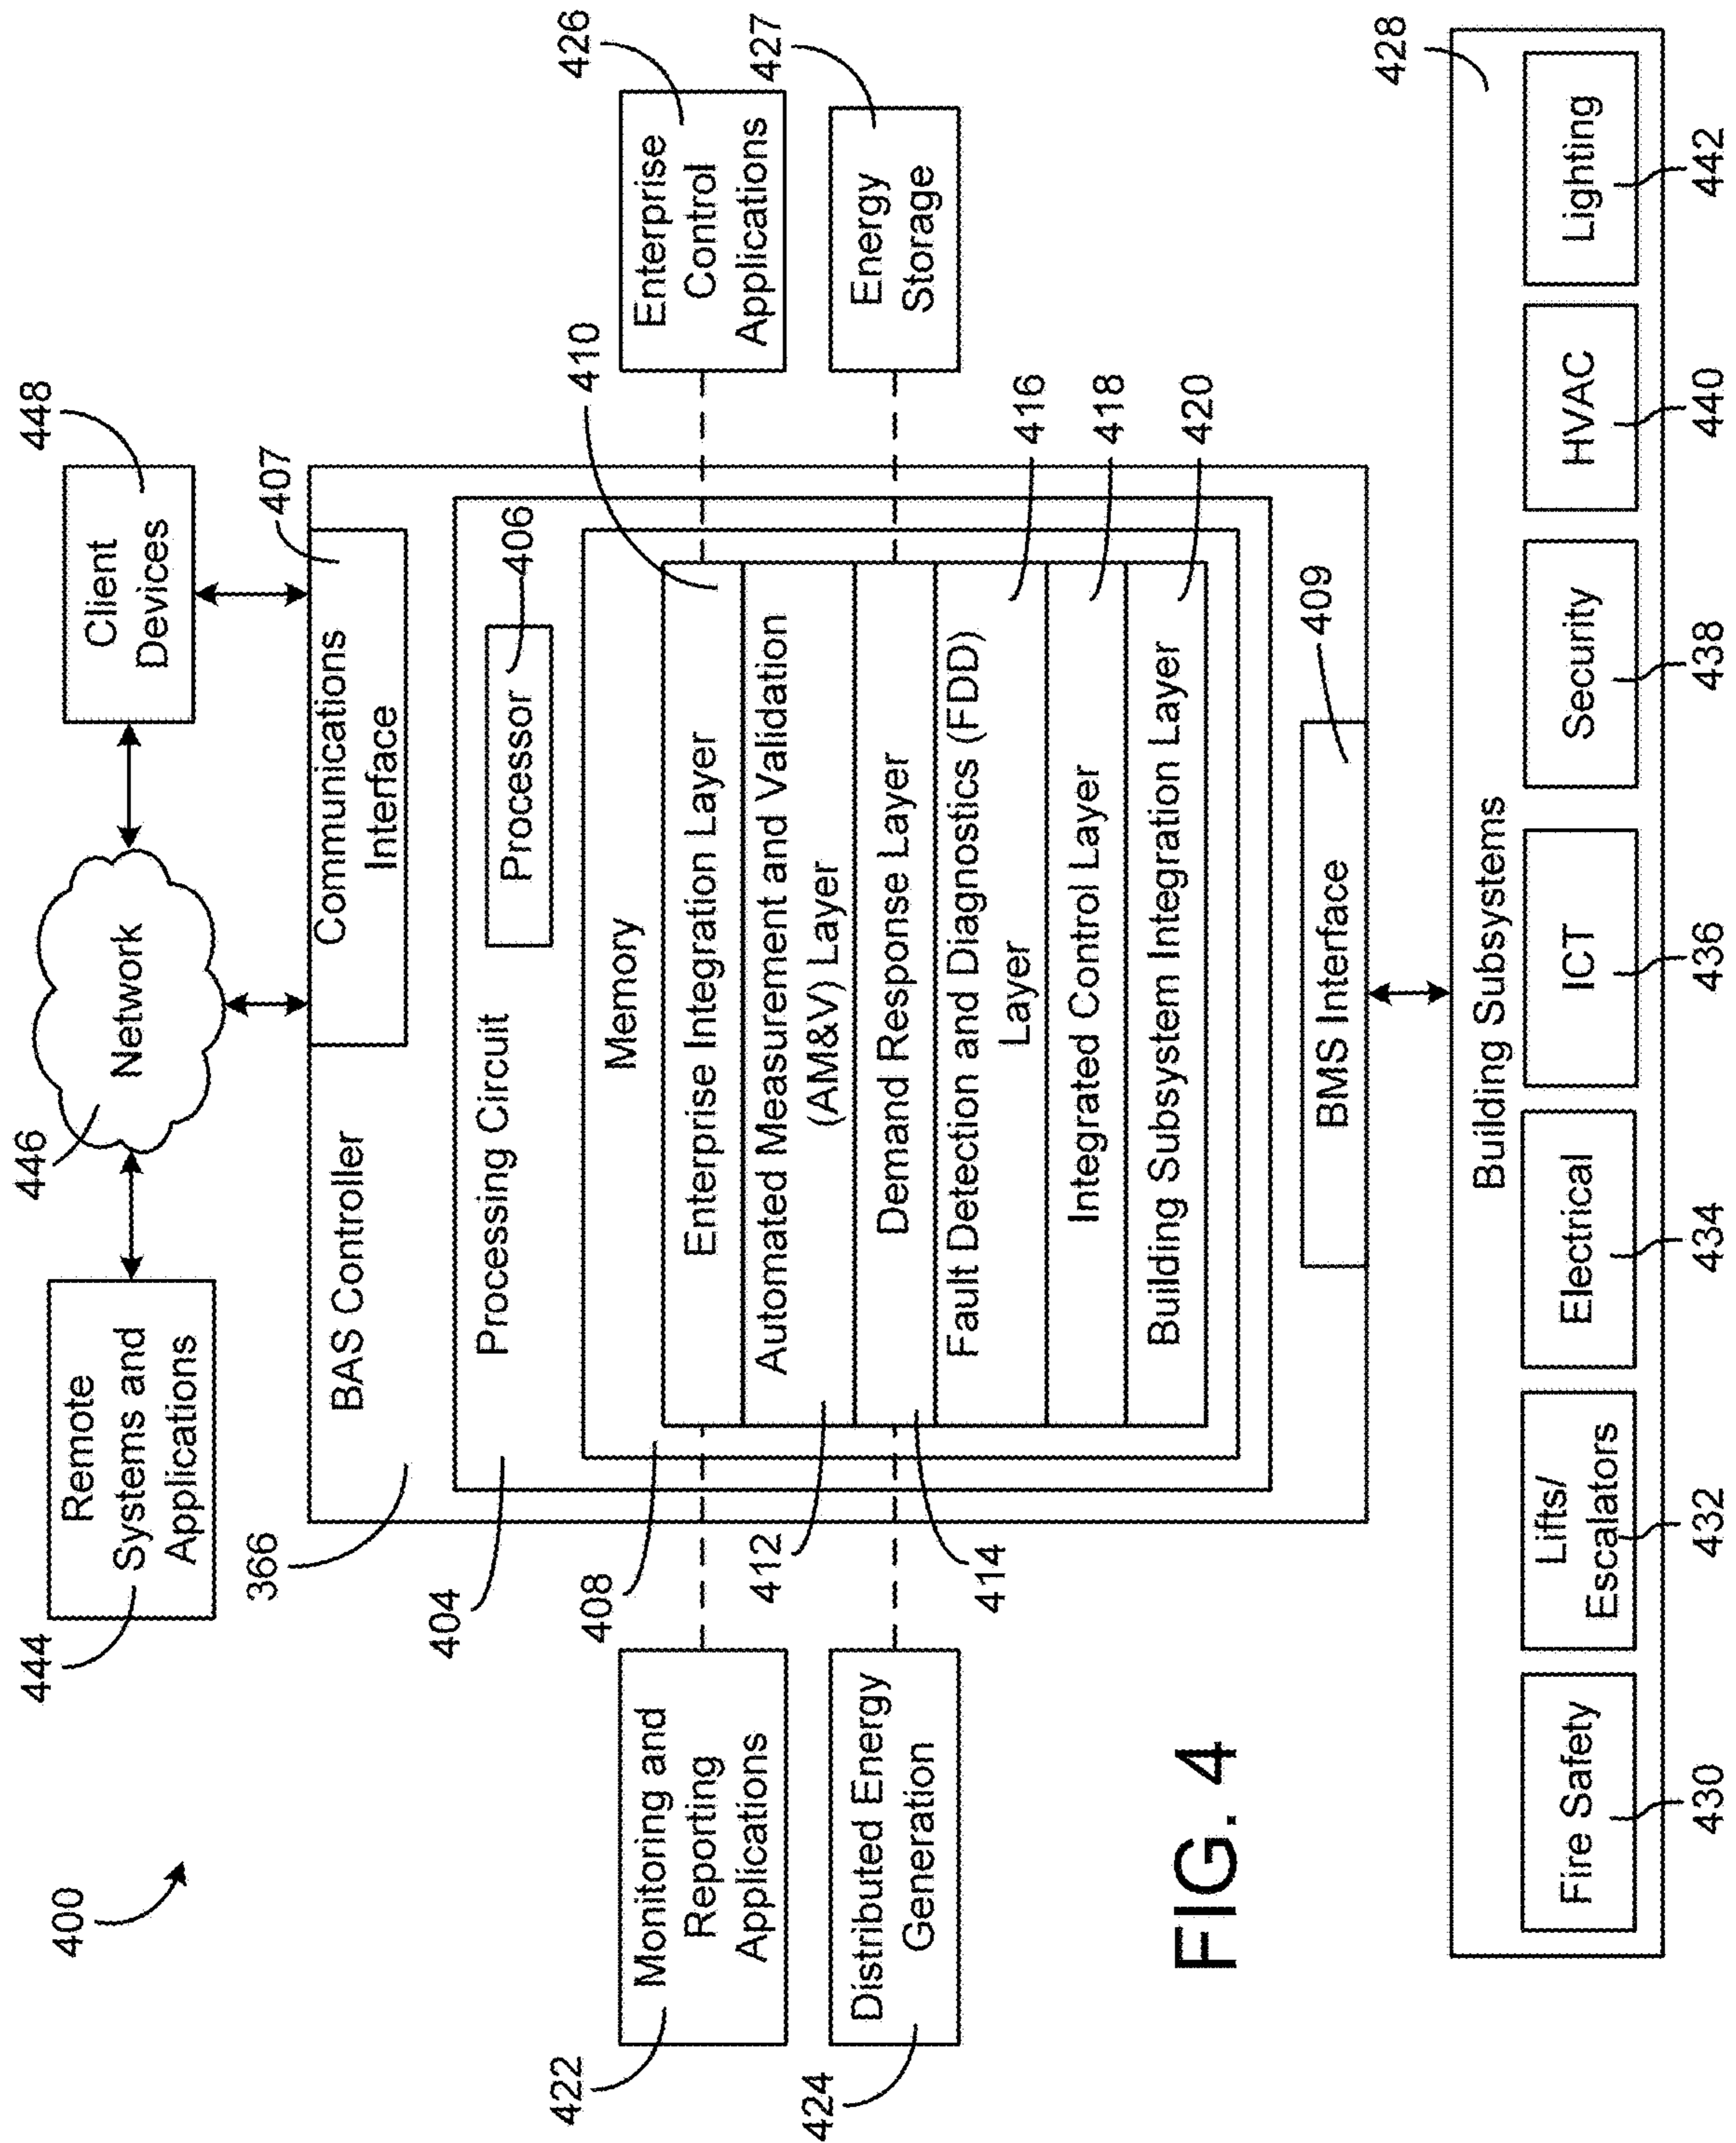 400
444
Remote
Systems and
Applications
446
Network
448
Client
Devices
366
BAS Controller
407
Communications
Interface
404
Processing Circuit
Processor
406
408
Memory
410
Enterprise Integration Layer
Automated Measurement and Validation
(AM&V) Layer
412
Demand Response Layer
414
Fault Detection and Diagnostics (FDD)
Layer
416
Integrated Control Layer
418
Building Subsystem Integration Layer
420
422
Monitoring and
Reporting
Applications
424
Distributed Energy
Generation
426
Enterprise
Control
Applications
427
Energy
Storage
BMS Interface
409
FIG. 4
428
Building Subsystems
Fire Safety
Lifts/
Escalators
Electrical
ICT
Security
HVAC
Lighting
430
432
434
436
438
440
442